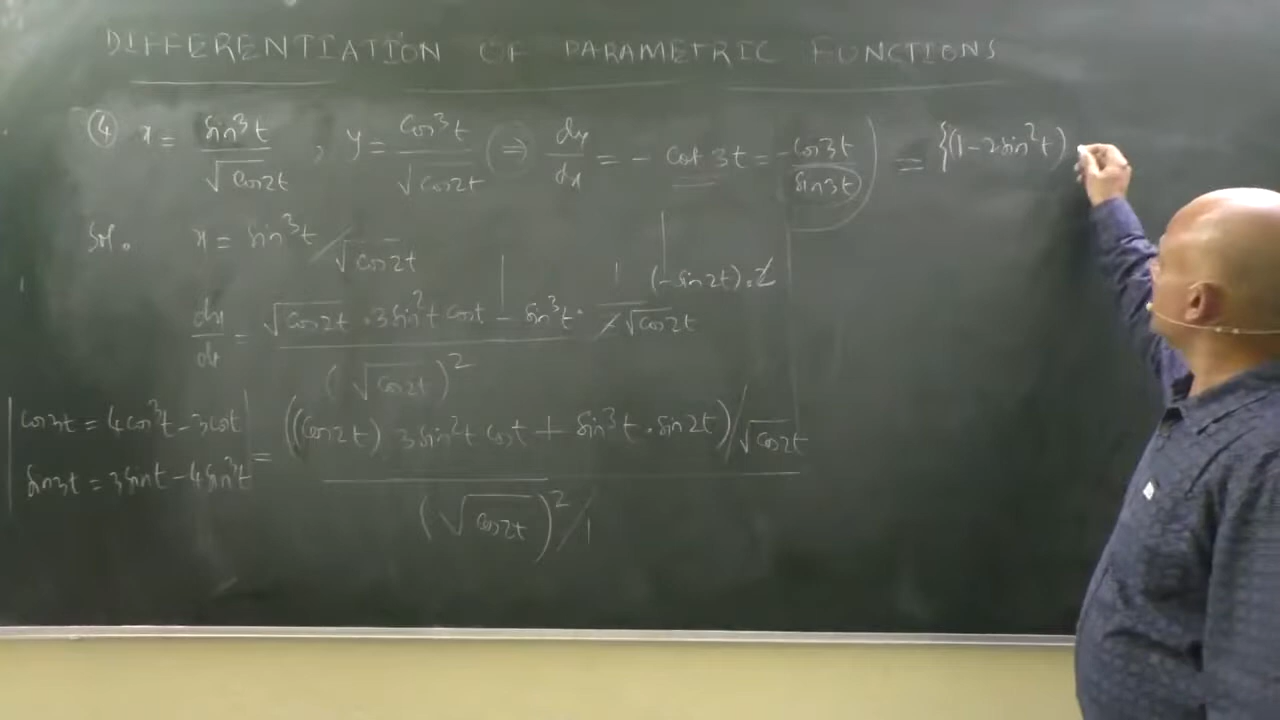 DIFFERENTIATION OF PARAMETRIC FUNCTIONS
④ x = sin³t / √cos2t , y = cos³t / √cos2t (⇒ dy/dx = - cot 3t = -cos3t / sin3t) = {(1-2sin²t)
Sol. x = sin³t / √cos2t
dx/dt = (√cos2t · 3sin²t cost - sin³t · 1/(2√cos2t) (-sin2t)·2) / (√cos2t)²
cos3t = 4cos³t - 3cost
sin3t = 3sint - 4sin³t
= ((cos2t) 3sin²t cost + sin³t · sin2t) / √cos2t
(√cos2t)² / 1